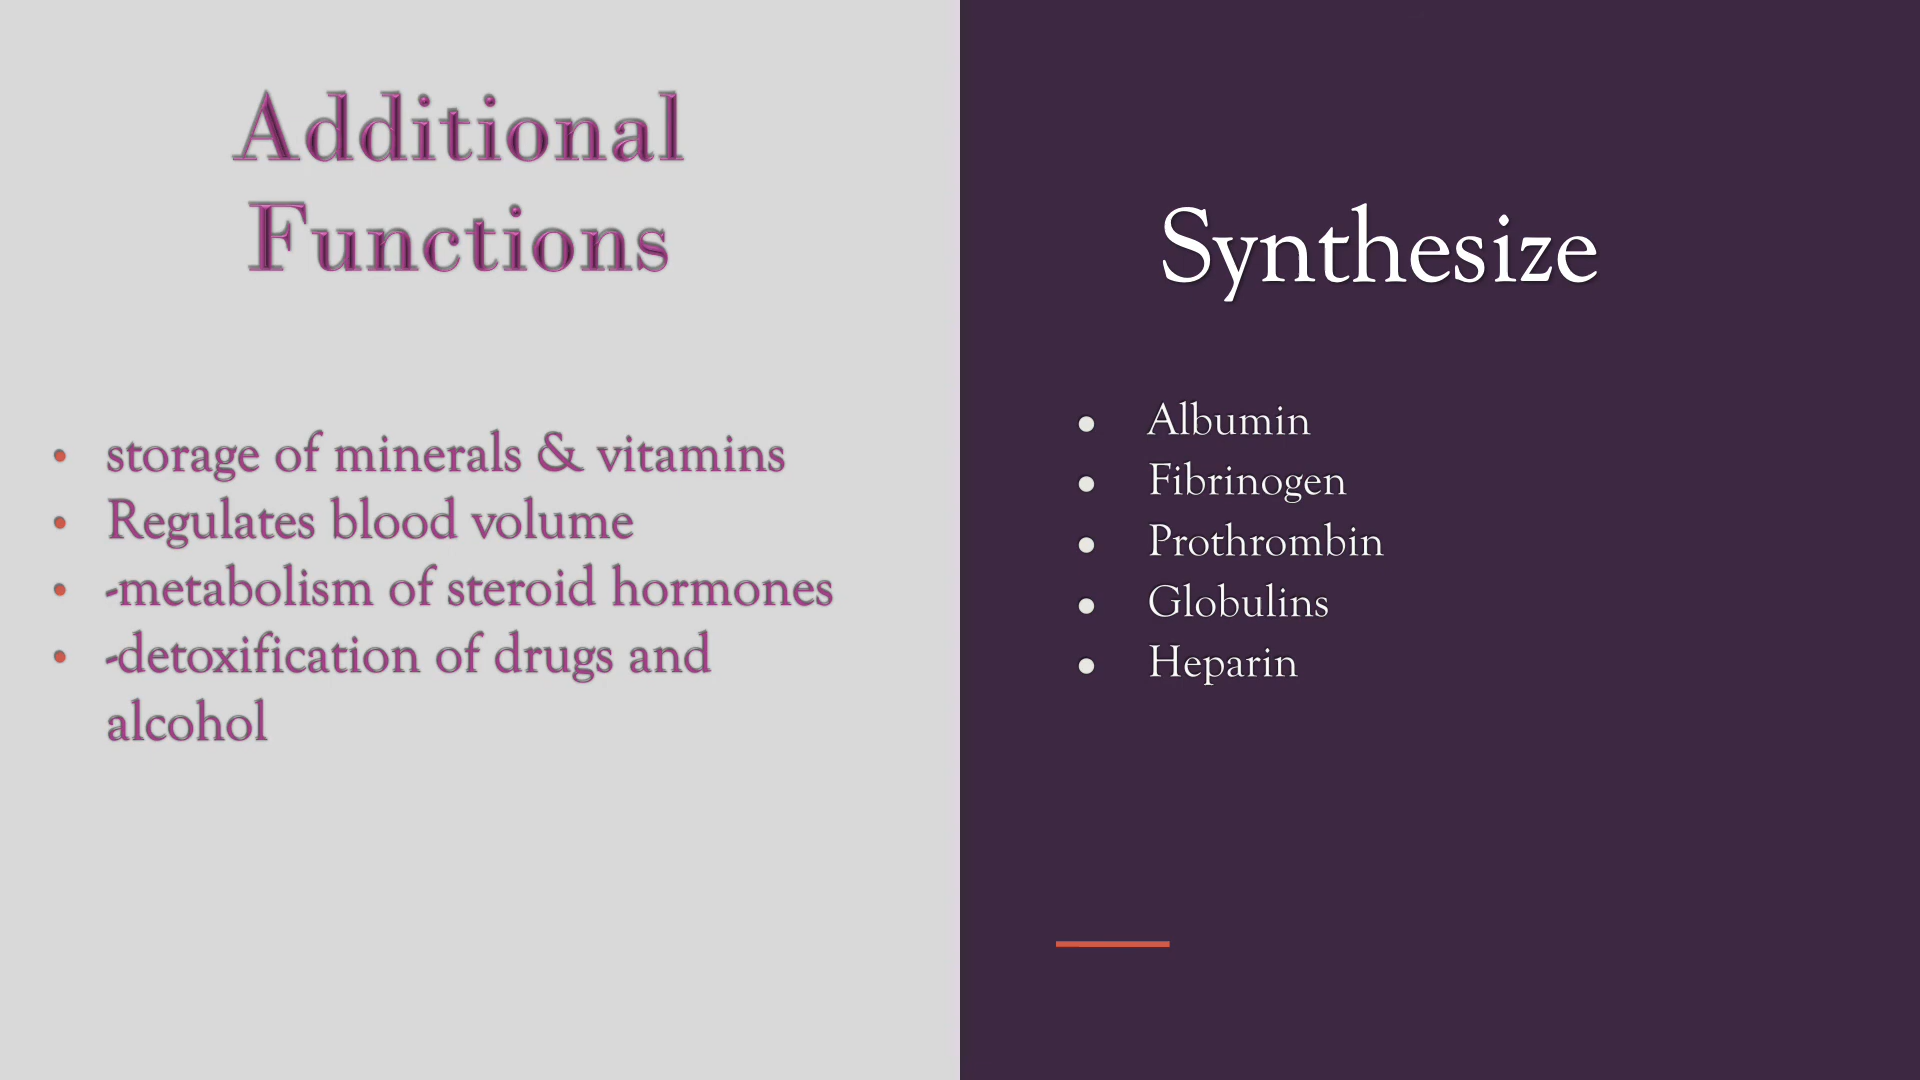 Additional
Functions
• storage of minerals & vitamins
• Regulates blood volume
• -metabolism of steroid hormones
• -detoxification of drugs and
alcohol
Synthesize
• Albumin
• Fibrinogen
• Prothrombin
• Globulins
• Heparin